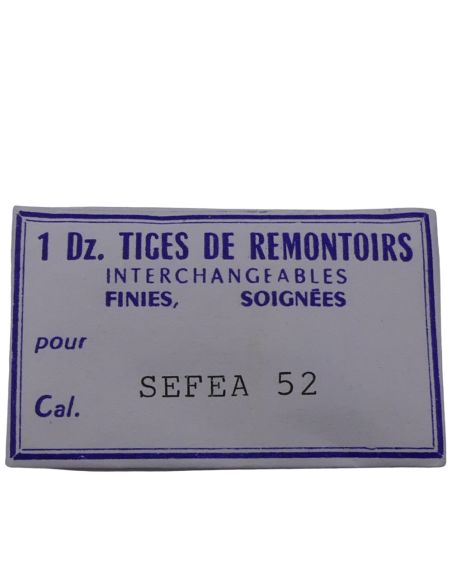 1 Dz. TIGES DE REMONTOIRS
INTERCHANGEABLES
FINIES, SOIGNÉES
pour
SEFEA 52
Cal.